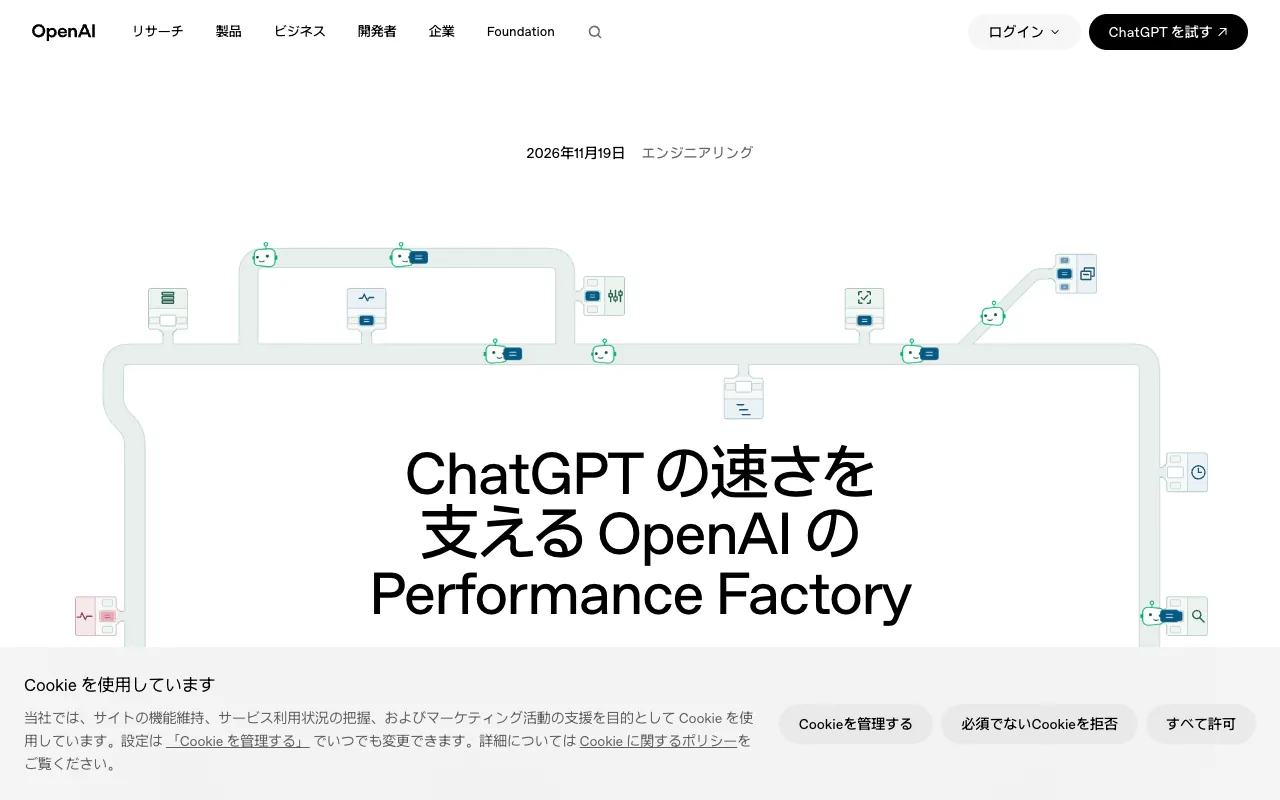 OpenAI リサーチ 製品 ビジネス 開発者 企業 Foundation ログイン ChatGPT を試す ↗
2026年11月19日 エンジニアリング
ChatGPT の速さを
支える OpenAI の
Performance Factory
Cookie を使用しています
当社では、サイトの機能維持、サービス利用状況の把握、およびマーケティング活動の支援を目的として Cookie を使
用しています。設定は 「Cookie を管理する」 でいつでも変更できます。詳細については Cookie に関するポリシーを
ご覧ください。
Cookieを管理する 必須でないCookieを拒否 すべて許可